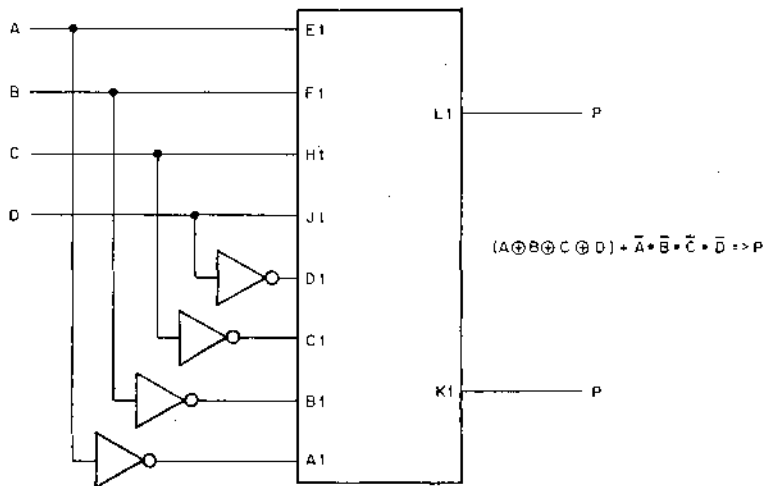 A E1
B F1
L1 P
C H1
D J1
(A⊕B⊕C⊕D)+A̅*B̅*C̅*D̅=>P
D1
C1
K1 P
B1
A1